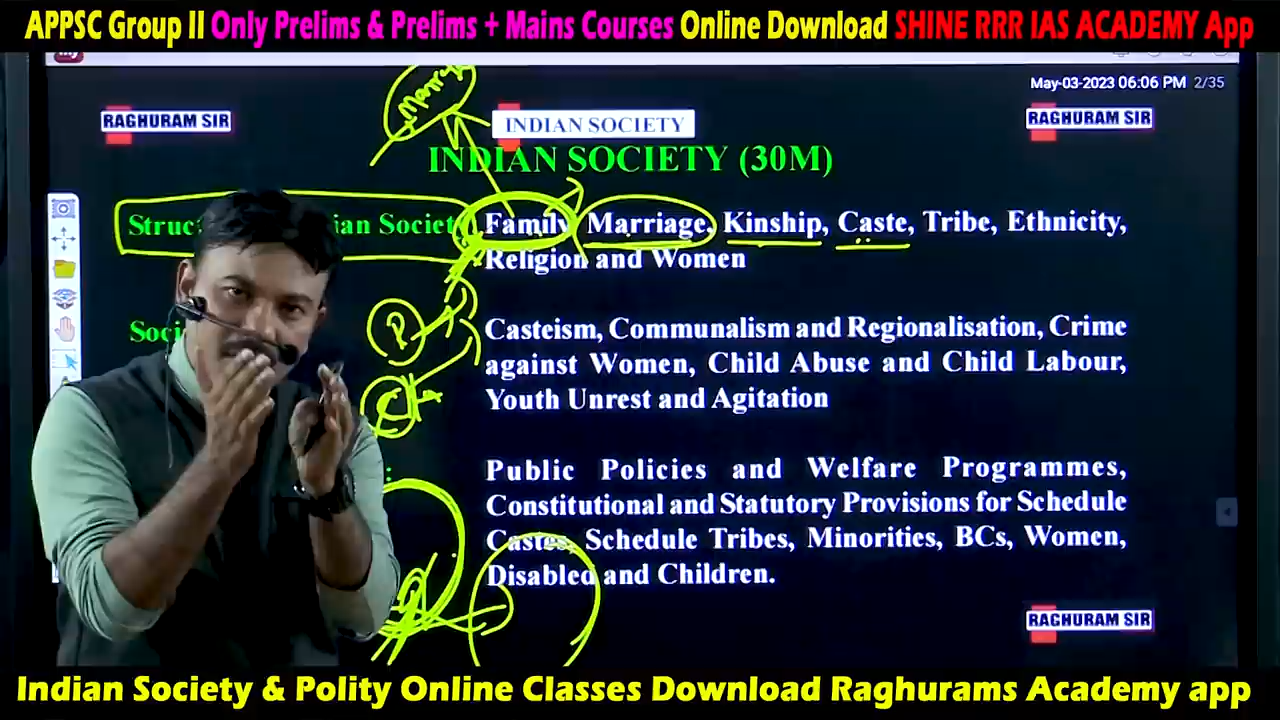 APPSC Group II Only Prelims & Prelims + Mains Courses Online Download SHINE RRR IAS ACADEMY App
May-03-2023 06:06 PM 2/35
RAGHURAM SIR
INDIAN SOCIETY
RAGHURAM SIR
INDIAN SOCIETY (30M)
Family, Marriage, Kinship, Caste, Tribe, Ethnicity,
Religion and Women
Casteism, Communalism and Regionalisation, Crime
against Women, Child Abuse and Child Labour,
Youth Unrest and Agitation
P
C
Public Policies and Welfare Programmes,
Constitutional and Statutory Provisions for Schedule
Castes, Schedule Tribes, Minorities, BCs, Women,
Disabled and Children.
RAGHURAM SIR
Indian Society & Polity Online Classes Download Raghurams Academy app